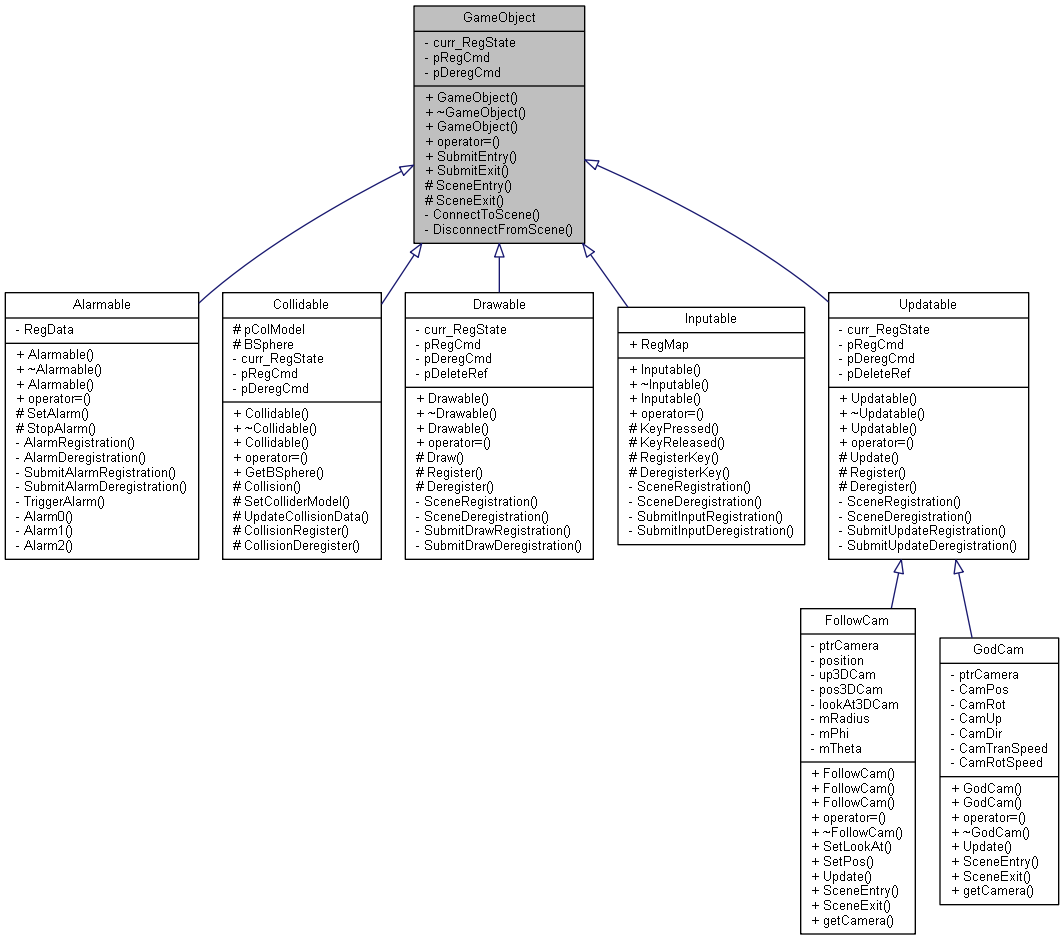 GameObject
- curr_RegState
- pRegCmd
- pDeregCmd
+ GameObject()
+ ~GameObject()
+ GameObject()
+ operator=()
+ SubmitEntry()
+ SubmitExit()
# SceneEntry()
# SceneExit()
- ConnectToScene()
- DisconnectFromScene()
Alarmable
- RegData
+ Alarmable()
+ ~Alarmable()
+ Alarmable()
+ operator=()
# SetAlarm()
# StopAlarm()
- AlarmRegistration()
- AlarmDeregistration()
- SubmitAlarmRegistration()
- SubmitAlarmDeregistration()
- TriggerAlarm()
- Alarm0()
- Alarm1()
- Alarm2()
Collidable
# pColModel
# BSphere
- curr_RegState
- pRegCmd
- pDeregCmd
+ Collidable()
+ ~Collidable()
+ Collidable()
+ operator=()
+ GetBSphere()
# Collision()
# SetColliderModel()
# UpdateCollisionData()
# CollisionRegister()
# CollisionDeregister()
Drawable
- curr_RegState
- pRegCmd
- pDeregCmd
- pDeleteRef
+ Drawable()
+ ~Drawable()
+ Drawable()
+ operator=()
# Draw()
# Register()
# Deregister()
- SceneRegistration()
- SceneDeregistration()
- SubmitDrawRegistration()
- SubmitDrawDeregistration()
Inputable
+ RegMap
+ Inputable()
+ ~Inputable()
+ Inputable()
+ operator=()
# KeyPressed()
# KeyReleased()
# RegisterKey()
# DeregisterKey()
- SceneRegistration()
- SceneDeregistration()
- SubmitInputRegistration()
- SubmitInputDeregistration()
Updatable
- curr_RegState
- pRegCmd
- pDeregCmd
- pDeleteRef
+ Updatable()
+ ~Updatable()
+ Updatable()
+ operator=()
# Update()
# Register()
# Deregister()
- SceneRegistration()
- SceneDeregistration()
- SubmitUpdateRegistration()
- SubmitUpdateDeregistration()
FollowCam
- ptrCamera
- position
- up3DCam
- pos3DCam
- lookAt3DCam
- mRadius
- mPhi
- mTheta
+ FollowCam()
+ FollowCam()
+ FollowCam()
+ operator=()
+ ~FollowCam()
+ SetLookAt()
+ SetPos()
+ Update()
+ SceneEntry()
+ SceneExit()
+ getCamera()
GodCam
- ptrCamera
- CamPos
- CamRot
- CamUp
- CamDir
- CamTranSpeed
- CamRotSpeed
+ GodCam()
+ GodCam()
+ operator=()
+ ~GodCam()
+ Update()
+ SceneEntry()
+ SceneExit()
+ getCamera()